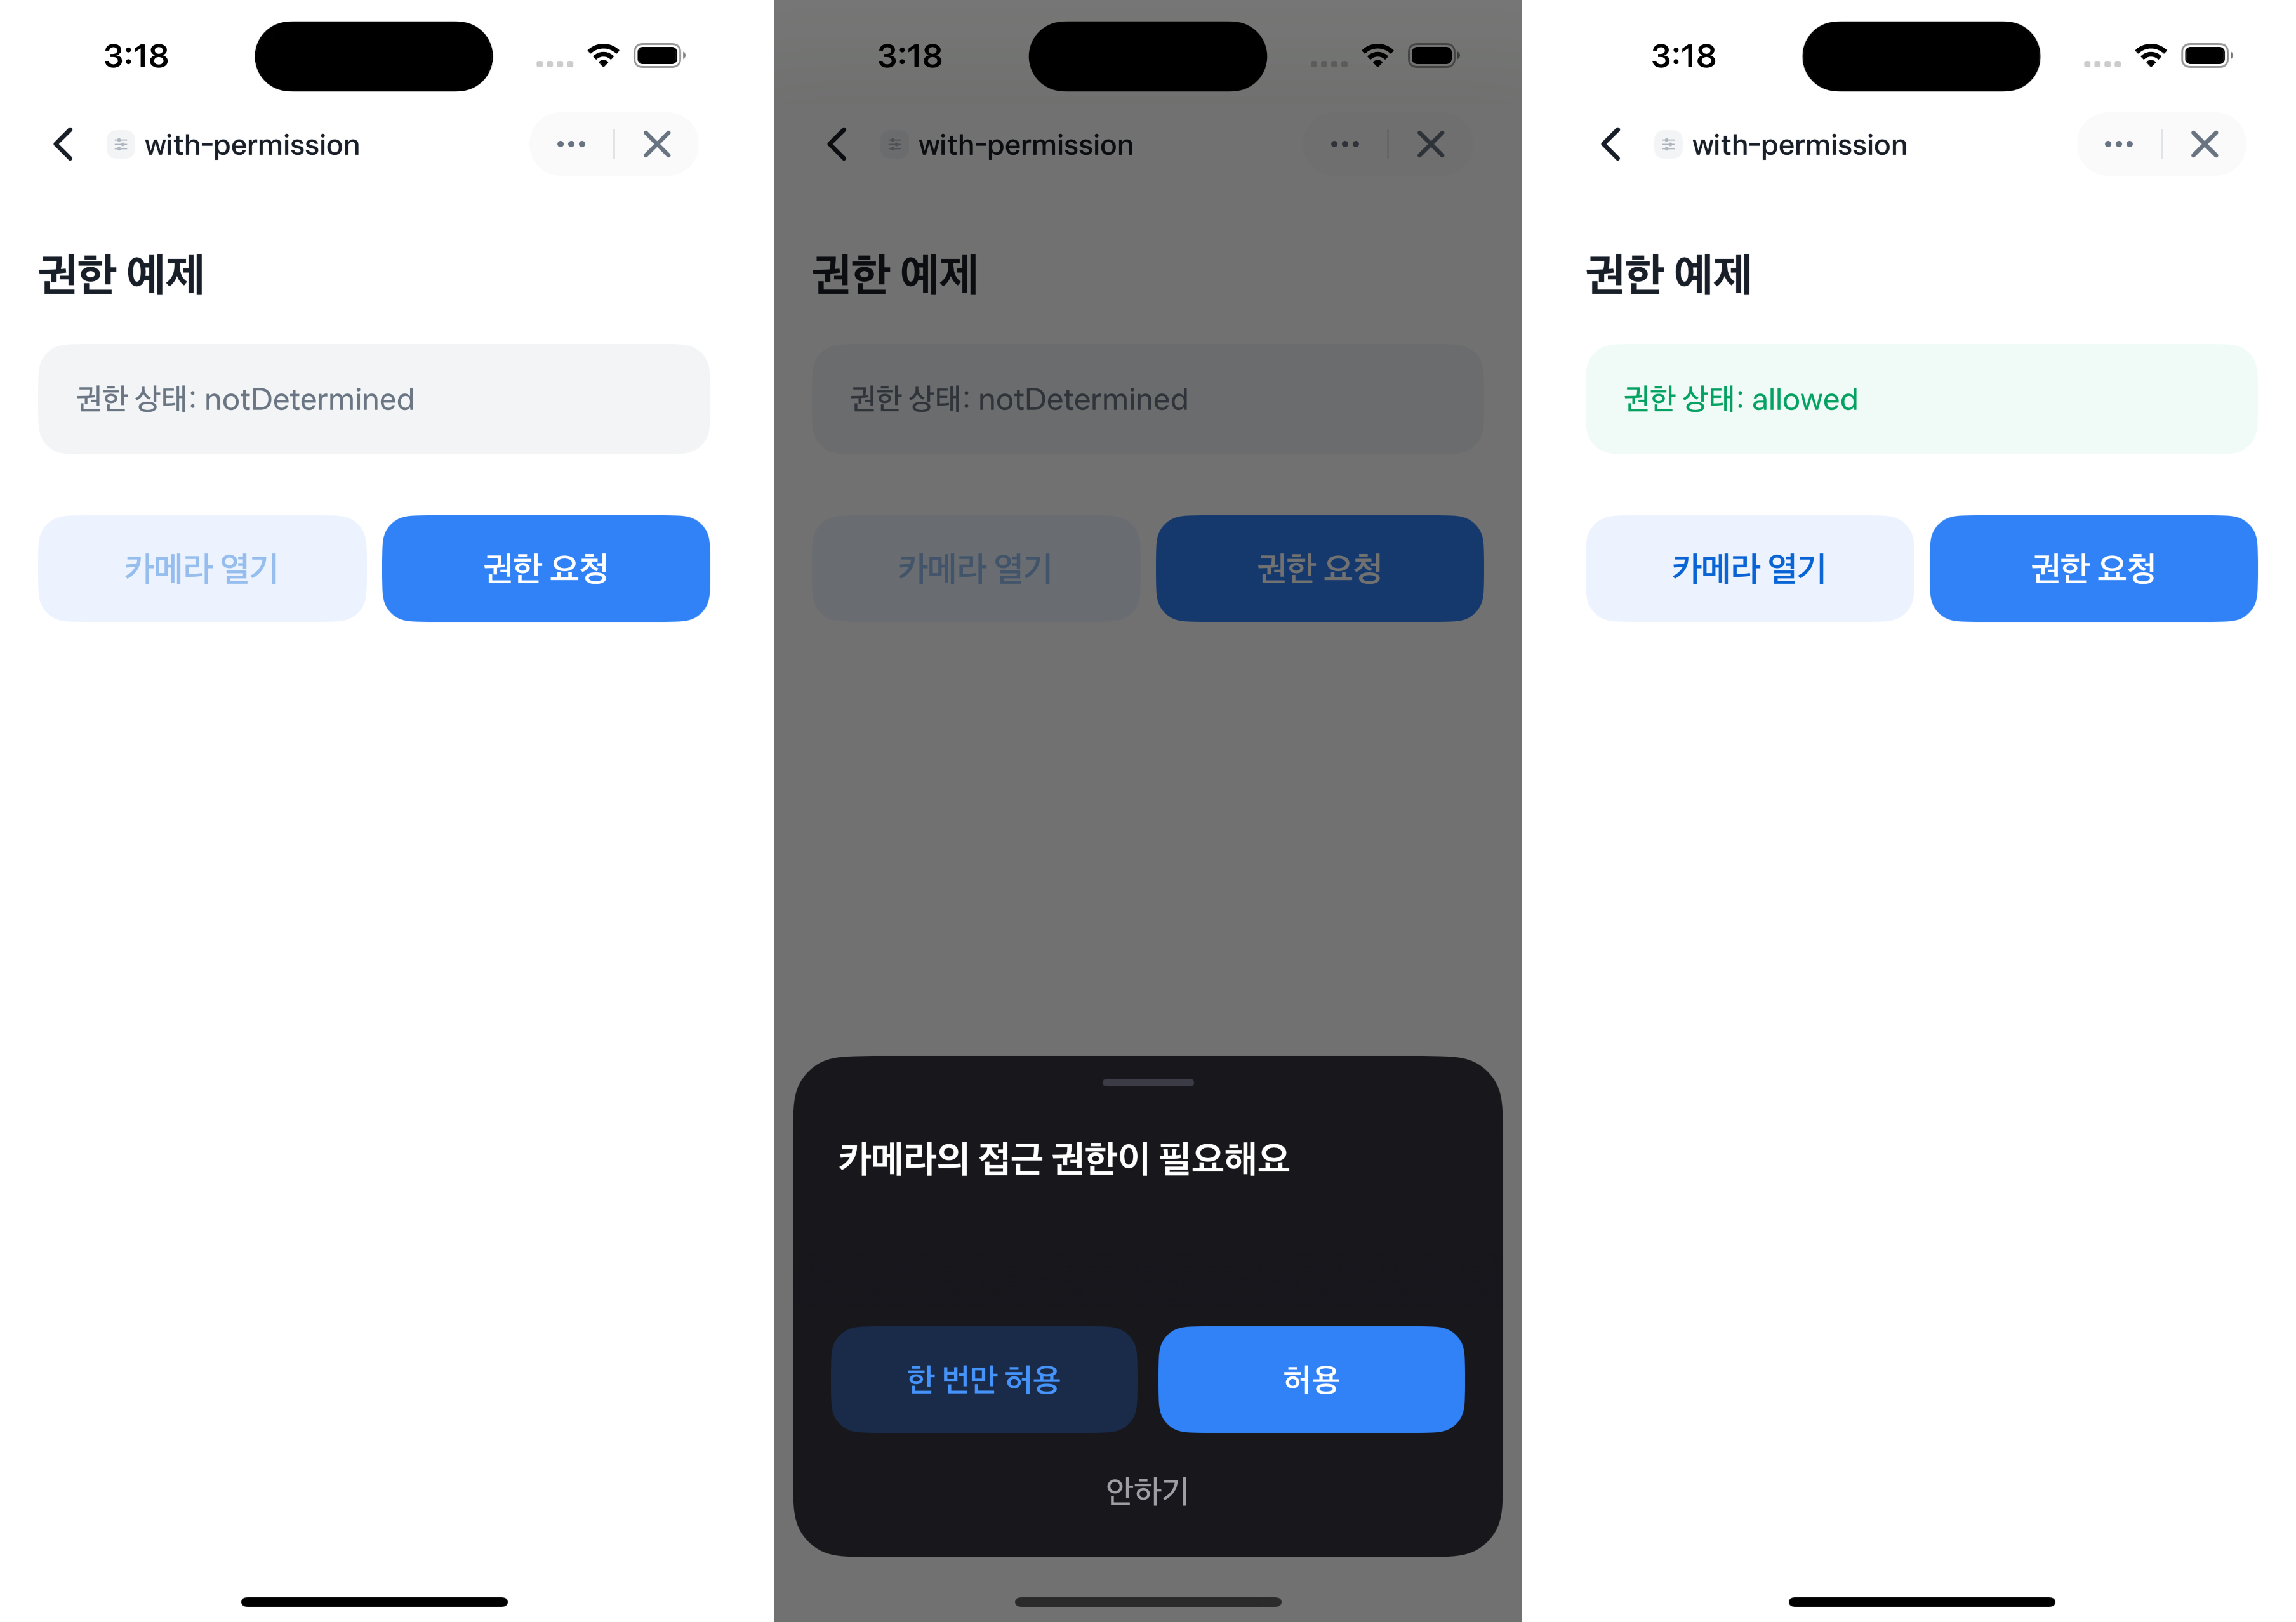 3:18
with-permission
권한 예제
권한 상태: notDetermined
카메라 열기
권한 요청
3:18
with-permission
권한 예제
권한 상태: notDetermined
카메라 열기
권한 요청
카메라의 접근 권한이 필요해요
한 번만 허용
허용
안하기
3:18
with-permission
권한 예제
권한 상태: allowed
카메라 열기
권한 요청